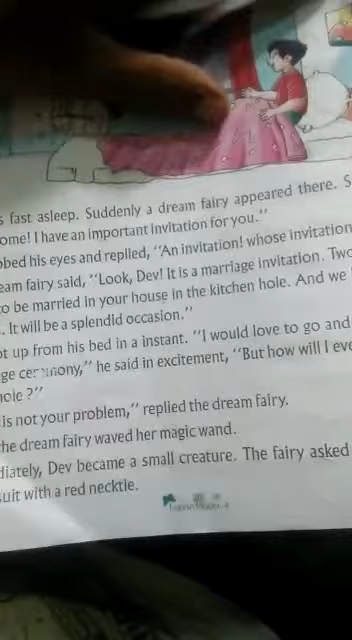 fast asleep. Suddenly a dream fairy appeared there. S
ome! I have an important invitation for you."
bbed his eyes and replied, "An invitation! whose invitation
eam fairy said, "Look, Dev! It is a marriage invitation. Two
o be married in your house in the kitchen hole. And we
. It will be a splendid occasion."
ot up from his bed in a instant. "I would love to go and
ge ceremony," he said in excitement, "But how will I eve
hole ?"
is not your problem," replied the dream fairy.
he dream fairy waved her magic wand.
diately, Dev became a small creature. The fairy asked
suit with a red necktie.